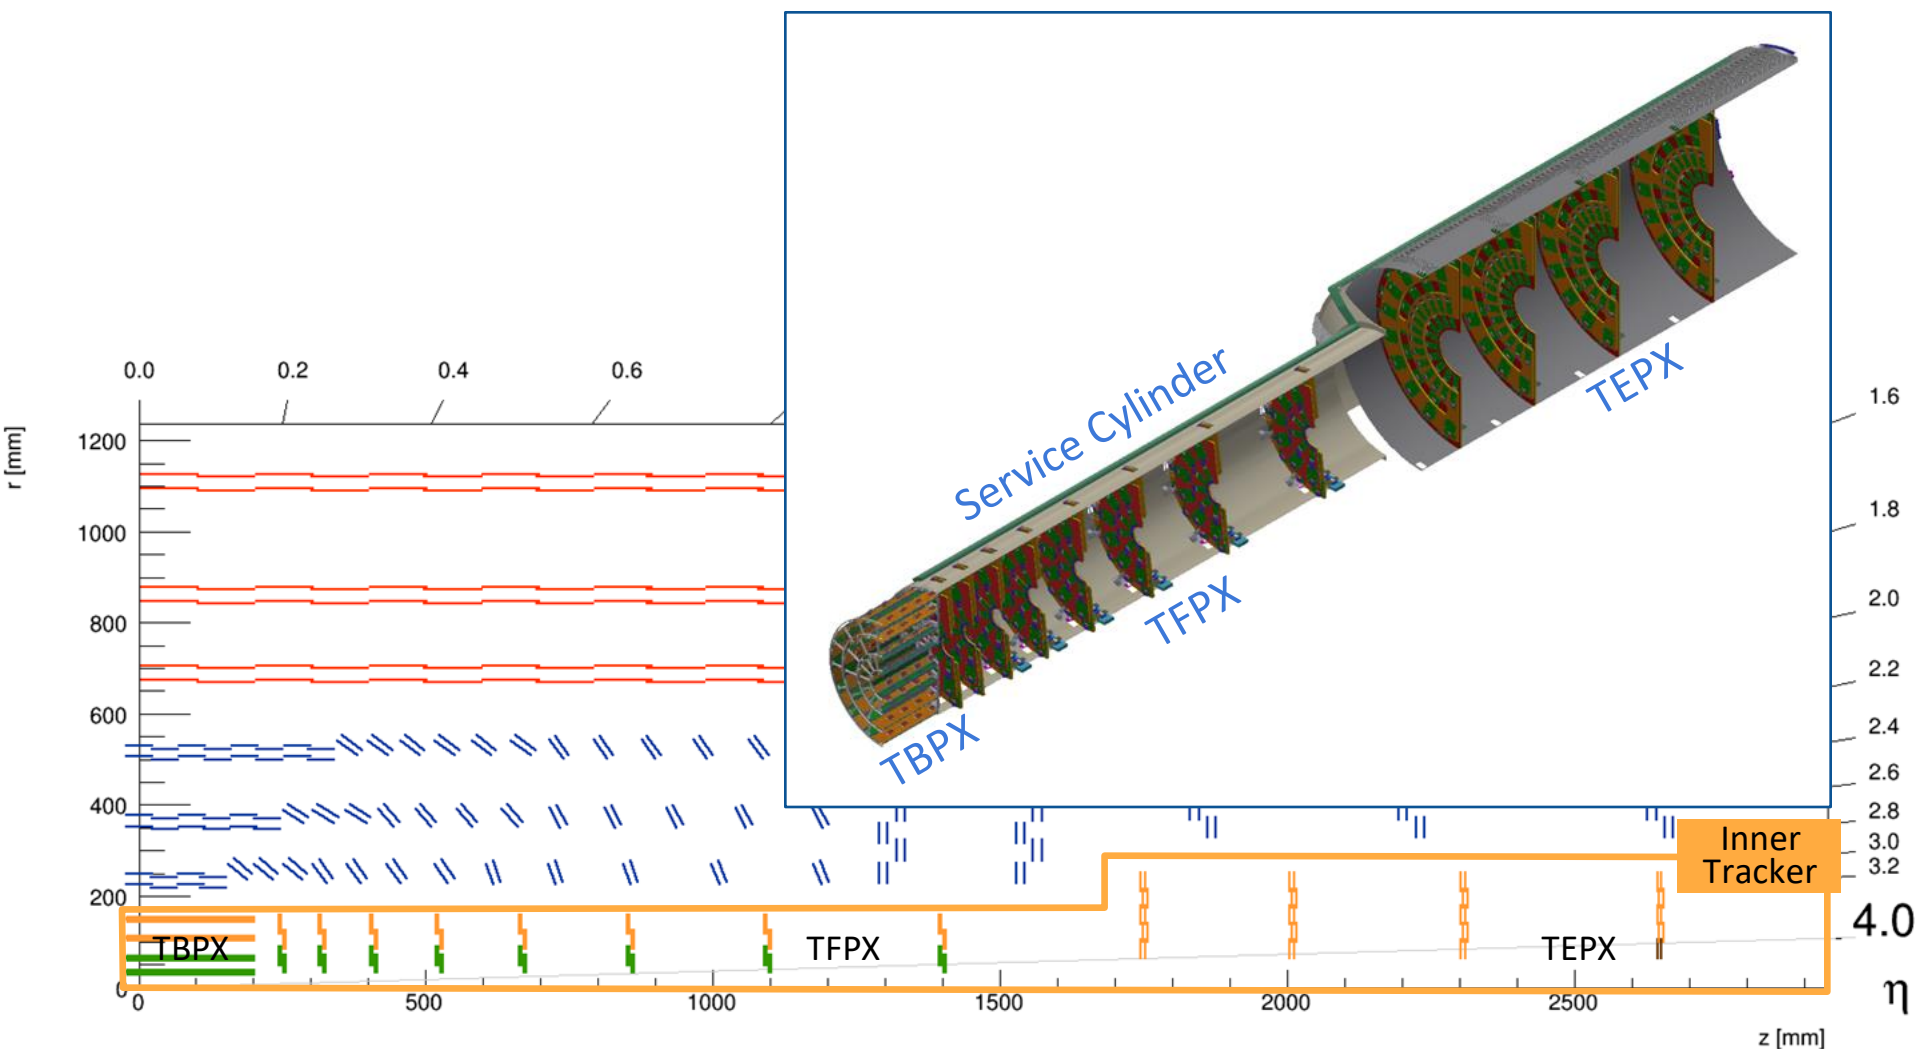 0.0
0.2
0.4
0.6
1.6
1.8
2.0
2.2
2.4
2.6
2.8
3.0
3.2
4.0
η
r [mm]
1200
1000
800
600
400
200
0
Service Cylinder
TEPX
TFPX
TBPX
Inner
Tracker
TBPX
TFPX
TEPX
0
500
1000
1500
2000
2500
z [mm]